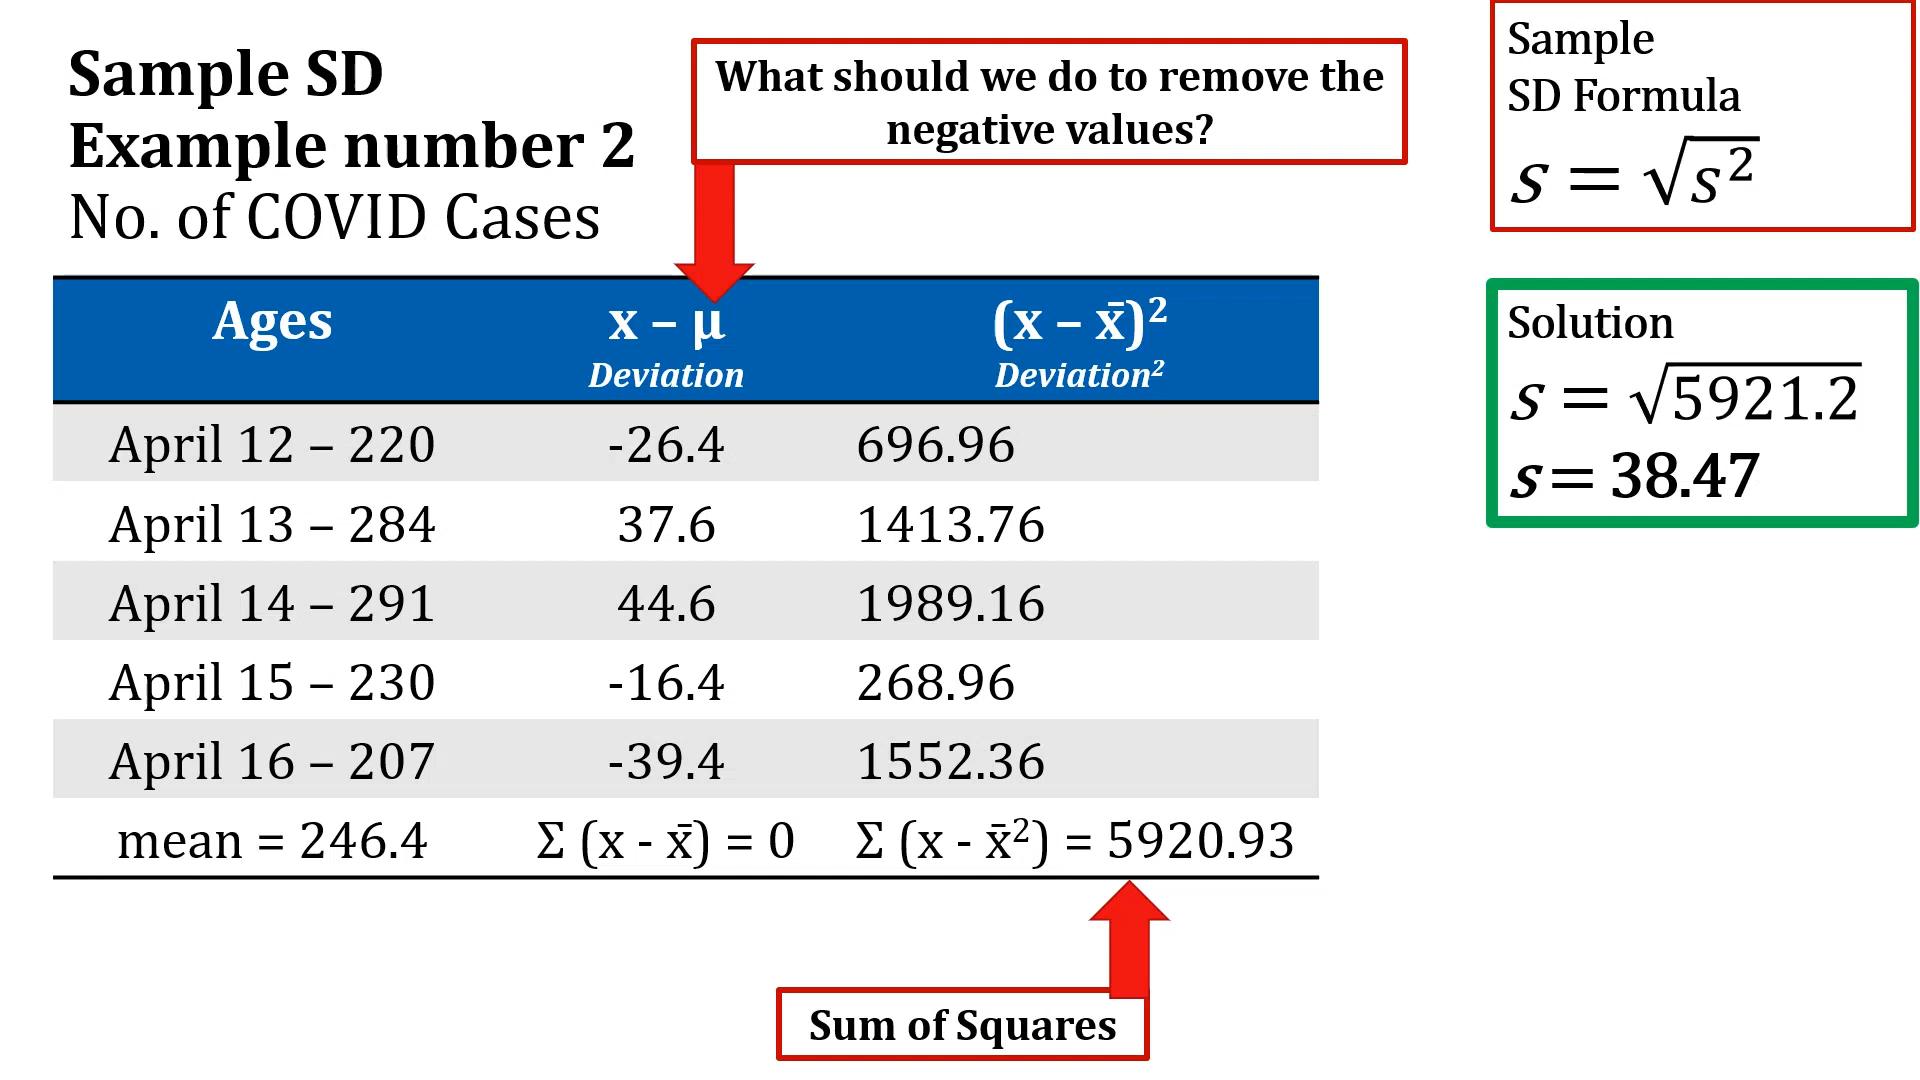 Sample SD
Example number 2
No. of COVID Cases
What should we do to remove the
negative values?
Sample
SD Formula
s = √s²
Solution
s = √5921.2
s = 38.47
Ages x – μ (x – x̄)²
Deviation Deviation²
April 12 – 220 -26.4 696.96
April 13 – 284 37.6 1413.76
April 14 – 291 44.6 1989.16
April 15 – 230 -16.4 268.96
April 16 – 207 -39.4 1552.36
mean = 246.4 Σ (x - x̄) = 0 Σ (x - x̄²) = 5920.93
Sum of Squares